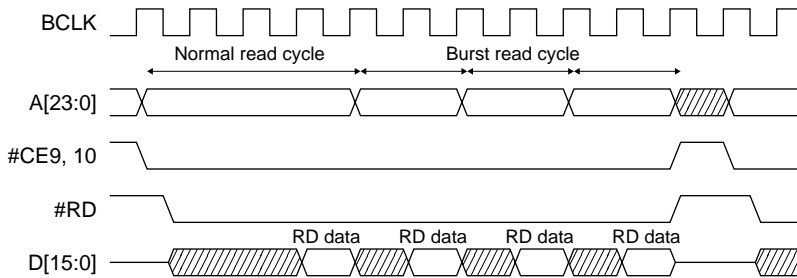 BCLK
Normal read cycle Burst read cycle
A[23:0]
#CE9, 10
#RD
RD data RD data RD data RD data
D[15:0]